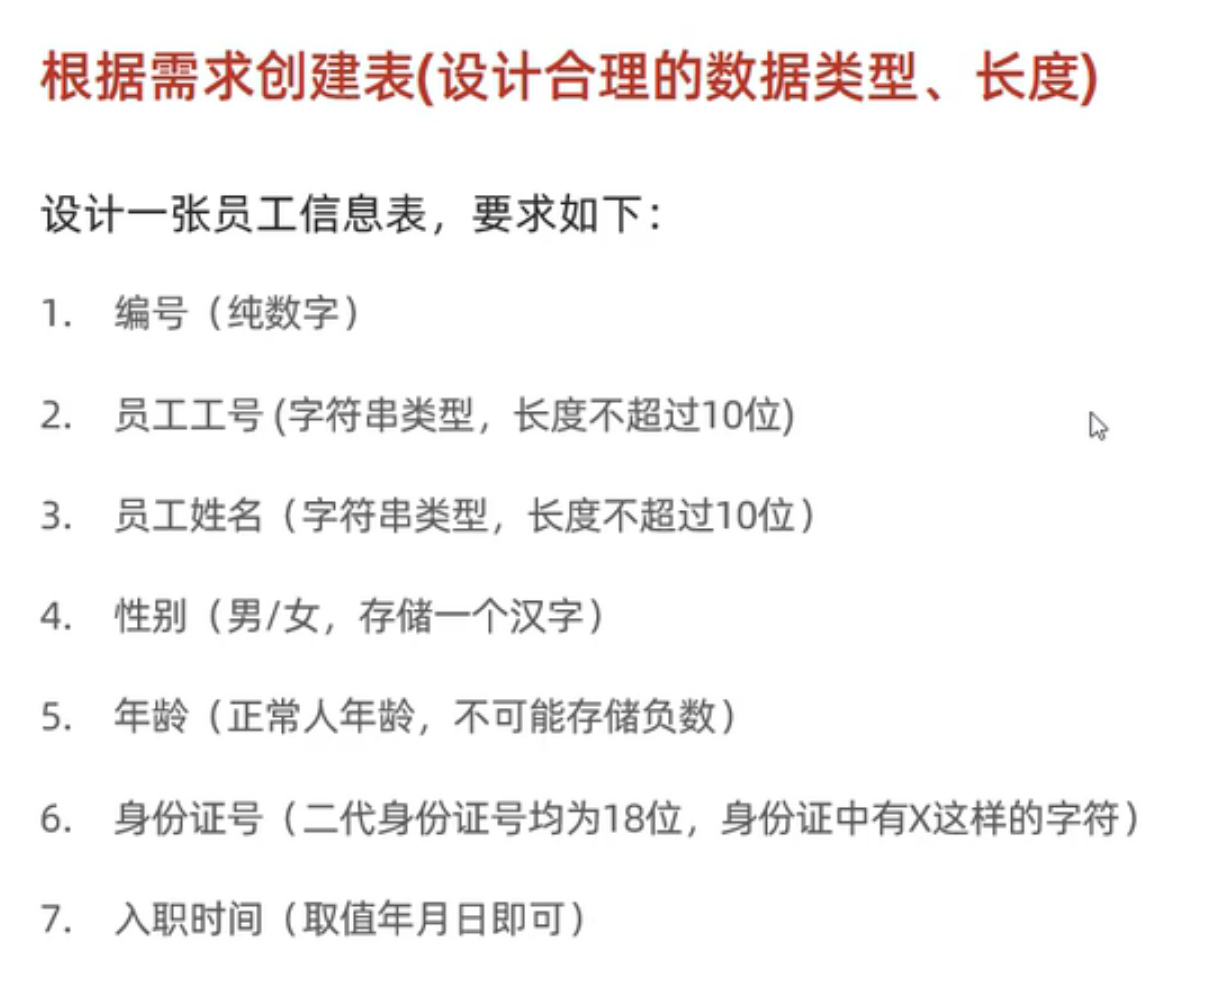 根据需求创建表(设计合理的数据类型、长度)
设计一张员工信息表，要求如下：
1. 编号（纯数字）
2. 员工工号 (字符串类型，长度不超过10位)
3. 员工姓名（字符串类型，长度不超过10位）
4. 性别（男/女，存储一个汉字）
5. 年龄（正常人年龄，不可能存储负数）
6. 身份证号（二代身份证号均为18位，身份证中有X这样的字符）
7. 入职时间（取值年月日即可）